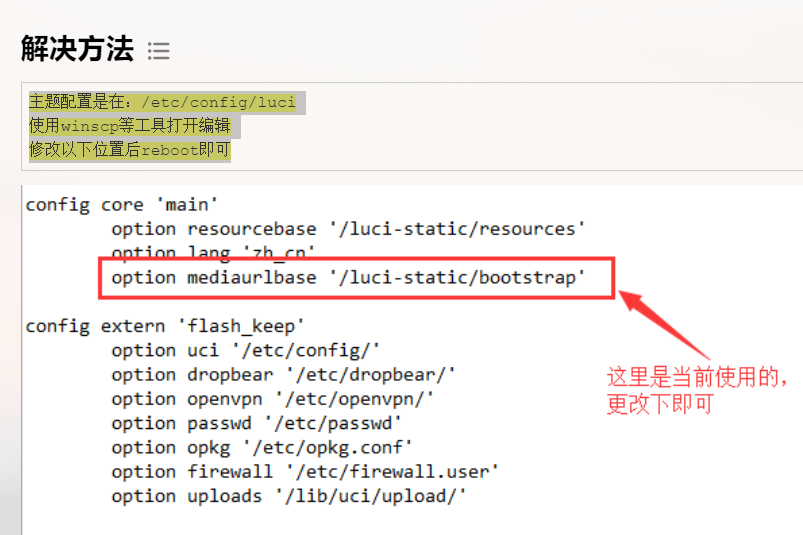 解决方法
主题配置是在：/etc/config/luci
使用winscp等工具打开编辑
修改以下位置后reboot即可
config core 'main'
option resourcebase '/luci-static/resources'
option lang 'zh_cn'
option mediaurlbase '/luci-static/bootstrap'
config extern 'flash_keep'
option uci '/etc/config/'
option dropbear '/etc/dropbear/'
option openvpn '/etc/openvpn/'
option passwd '/etc/passwd'
option opkg '/etc/opkg.conf'
option firewall '/etc/firewall.user'
option uploads '/lib/uci/upload/'
这里是当前使用的，
更改下即可